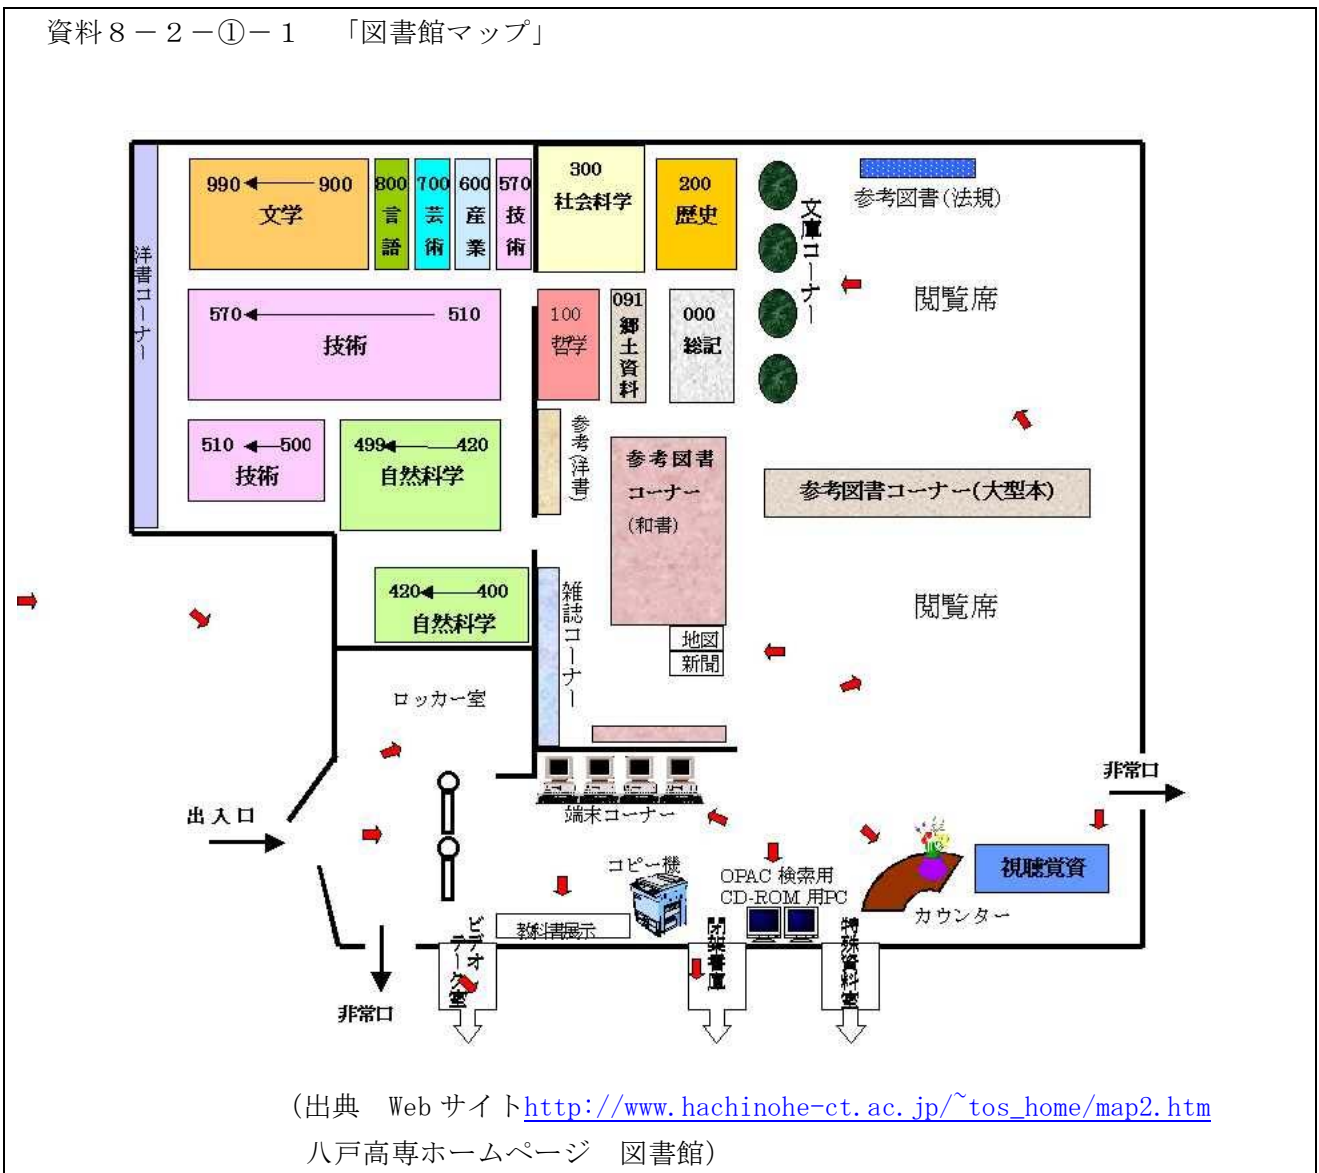 資料８－２－①－１　「図書館マップ」
990 900
文学
800
言語
700
芸術
600
産業
570
技術
300
社会科学
200
歴史
文庫コーナー
参考図書(法規)
洋書コーナー
570 510
技術
100
哲学
091
郷土資料
000
総記
閲覧席
510 500
技術
499 420
自然科学
参考(洋書)
参考図書
コーナー
(和書)
参考図書コーナー(大型本)
420 400
自然科学
雑誌コーナー
地図
新聞
閲覧席
ロッカー室
非常口
出入口
端末コーナー
コピー機
OPAC 検索用
CD-ROM 用PC
視聴覚資
カウンター
教科書展示
ビデオデータ室
閉架書庫
特殊資料室
非常口
(出典　Web サイトhttp://www.hachinohe-ct.ac.jp/~tos_home/map2.htm
八戸高専ホームページ　図書館)